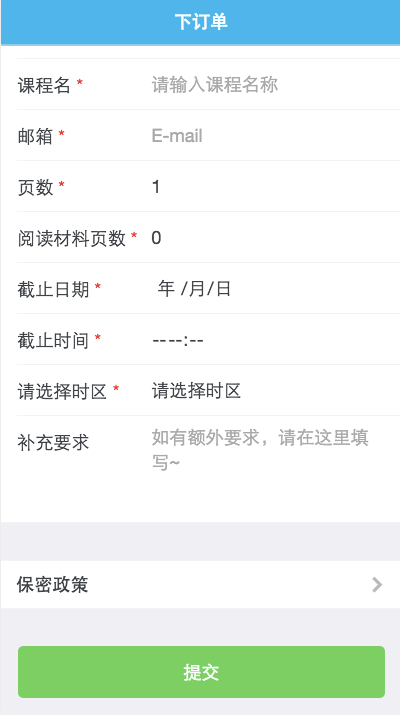 下订单
课程名 * 请输入课程名称
邮箱 * E-mail
页数 * 1
阅读材料页数 * 0
截止日期 * 年 /月/日
截止时间 * ----:--
请选择时区 * 请选择时区
补充要求 如有额外要求，请在这里填
写~
保密政策
提交